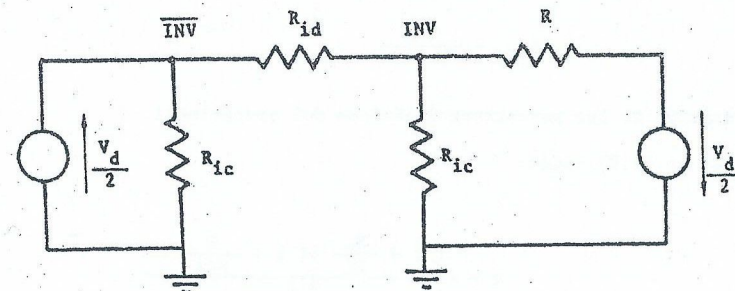 INV
R_id
INV
R
V_d/2
R_ic
R_ic
V_d/2